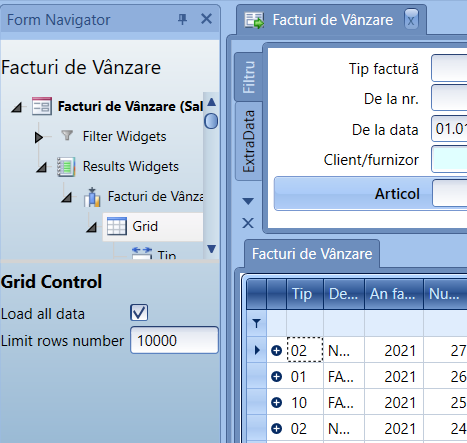 Form Navigator
Facturi de Vânzare
Facturi de Vânzare (Sal
Filter Widgets
Results Widgets
Facturi de Vânza
Grid
Tip
Grid Control
Load all data
Limit rows number 10000
Facturi de Vânzare x
Filtru
ExtraData
Tip factură
De la nr.
De la data 01.01
Client/furnizor
Articol
Facturi de Vânzare
Tip De... An fa... Nu...
02 N... 2021 27
01 FA... 2021 26
10 FA... 2021 25
02 N... 2021 24